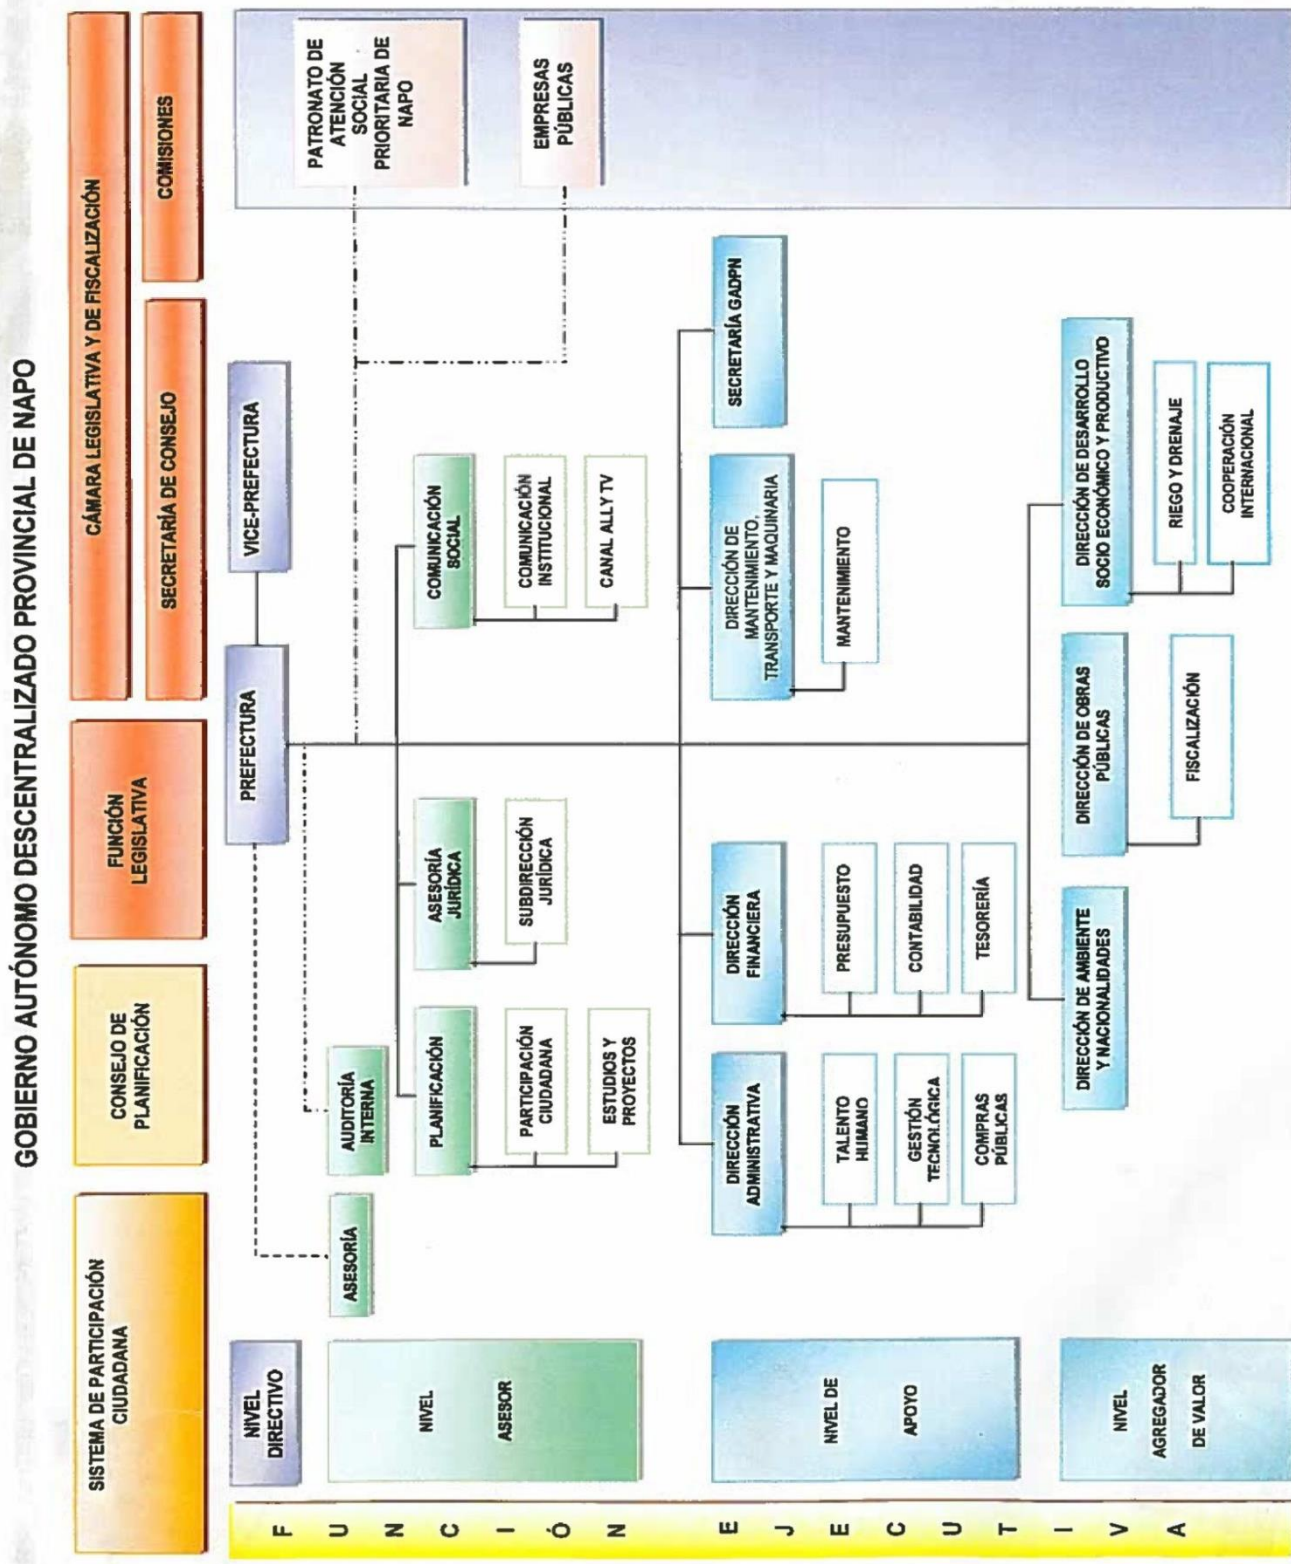 GOBIERNO AUTÓNOMO DESCENTRALIZADO PROVINCIAL DE NAPO
SISTEMA DE PARTICIPACIÓN
CIUDADANA
CONSEJO DE
PLANIFICACIÓN
FUNCIÓN
LEGISLATIVA
CÁMARA LEGISLATIVA Y DE FISCALIZACIÓN
SECRETARÍA DE CONSEJO
COMISIONES
FUNCIÓN
EJECUTIVA
NIVEL
DIRECTIVO
PREFECTURA
VICE-PREFECTURA
NIVEL
ASESOR
ASESORÍA
AUDITORÍA
INTERNA
PLANIFICACIÓN
PARTICIPACIÓN
CIUDADANA
ESTUDIOS Y
PROYECTOS
ASESORÍA
JURÍDICA
SUBDIRECCIÓN
JURÍDICA
COMUNICACIÓN
SOCIAL
COMUNICACIÓN
INSTITUCIONAL
CANAL ALLY TV
PATRONATO DE
ATENCIÓN
SOCIAL
PRIORITARIA DE
NAPO
EMPRESAS
PÚBLICAS
NIVEL DE
APOYO
DIRECCIÓN
ADMINISTRATIVA
TALENTO
HUMANO
GESTIÓN
TECNOLÓGICA
COMPRAS
PÚBLICAS
DIRECCIÓN
FINANCIERA
PRESUPUESTO
CONTABILIDAD
TESORERÍA
DIRECCIÓN DE
MANTENIMIENTO,
TRANSPORTE Y MAQUINARIA
MANTENIMIENTO
SECRETARÍA GADPN
NIVEL
AGREGADOR
DE VALOR
DIRECCIÓN DE AMBIENTE
Y NACIONALIDADES
DIRECCIÓN DE OBRAS
PÚBLICAS
FISCALIZACIÓN
DIRECCIÓN DE DESARROLLO
SOCIO ECONÓMICO Y PRODUCTIVO
RIEGO Y DRENAJE
COOPERACIÓN
INTERNACIONAL